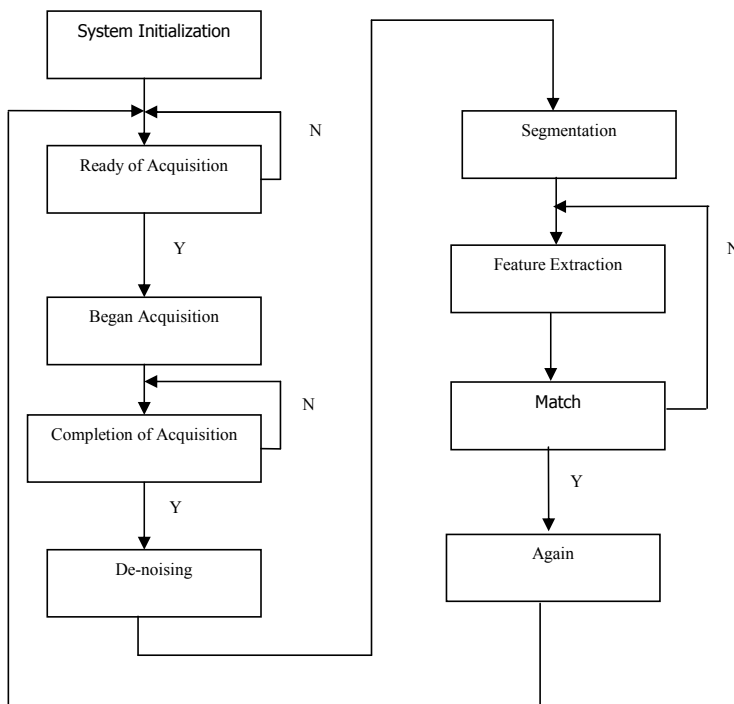 System Initialization
N
Ready of Acquisition
Y
Began Acquisition
N
Completion of Acquisition
Y
De-noising
Segmentation
N
Feature Extraction
Match
Y
Again